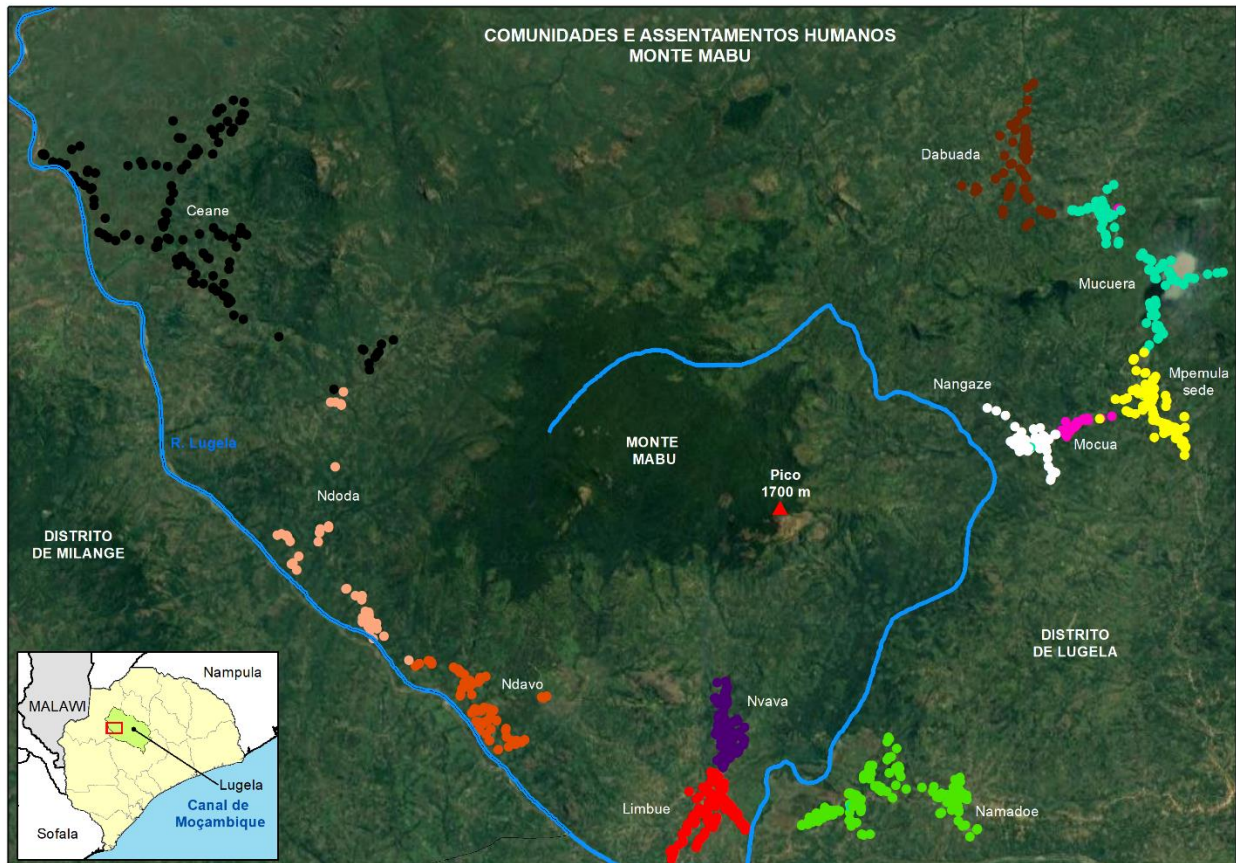 COMUNIDADES E ASSENTAMENTOS HUMANOS
MONTE MABU
Dabuada
Ceane
Mucuera
Mpemula
sede
Nangaze
Mocua
R. Lugela
MONTE
MABU
Pico
1700 m
Ndoda
DISTRITO
DE MILANGE
DISTRITO
DE LUGELA
Ndavo
Nvava
Limbue
Namadoe
Nampula
MALAWI
Lugela
Canal de
Moçambique
Sofala